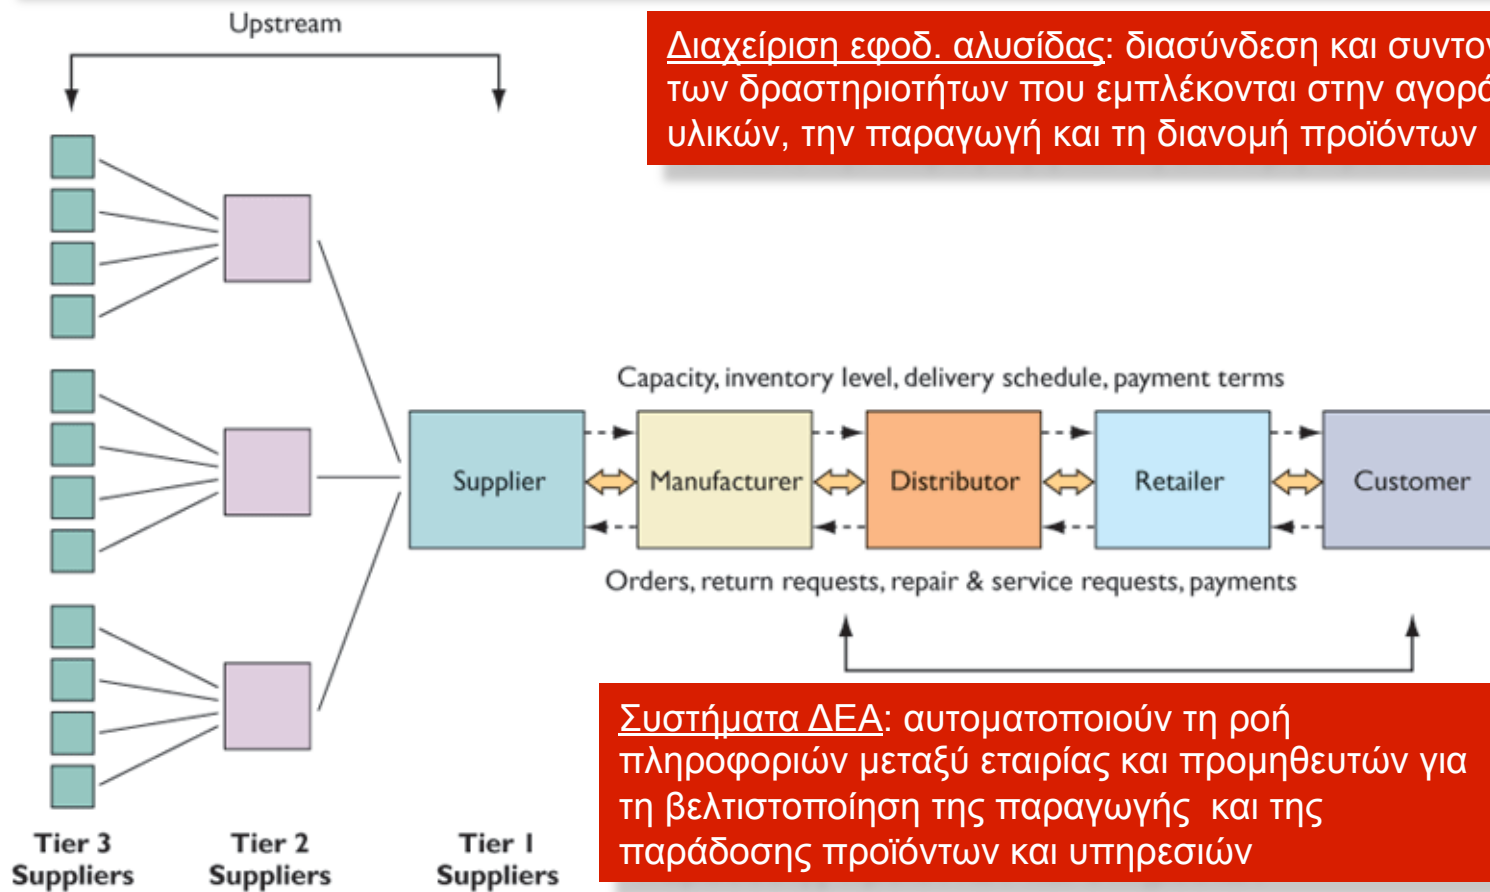 Upstream
Διαχείριση εφοδ. αλυσίδας: διασύνδεση και
των δραστηριοτήτων που εμπλέκονται στην
υλικών, την παραγωγή και τη διανομή προϊόντων
Capacity, inventory level, delivery schedule, payment terms
Supplier
Manufacturer
Distributor
Retailer
Customer
Orders, return requests, repair & service requests, payments
Συστήματα ΔΕΑ: αυτοματοποιούν τη ροή
πληροφοριών μεταξύ εταιρίας και προμηθευτών για
τη βελτιστοποίηση της παραγωγής και της
παράδοσης προϊόντων και υπηρεσιών
Tier 3
Suppliers
Tier 2
Suppliers
Tier 1
Suppliers